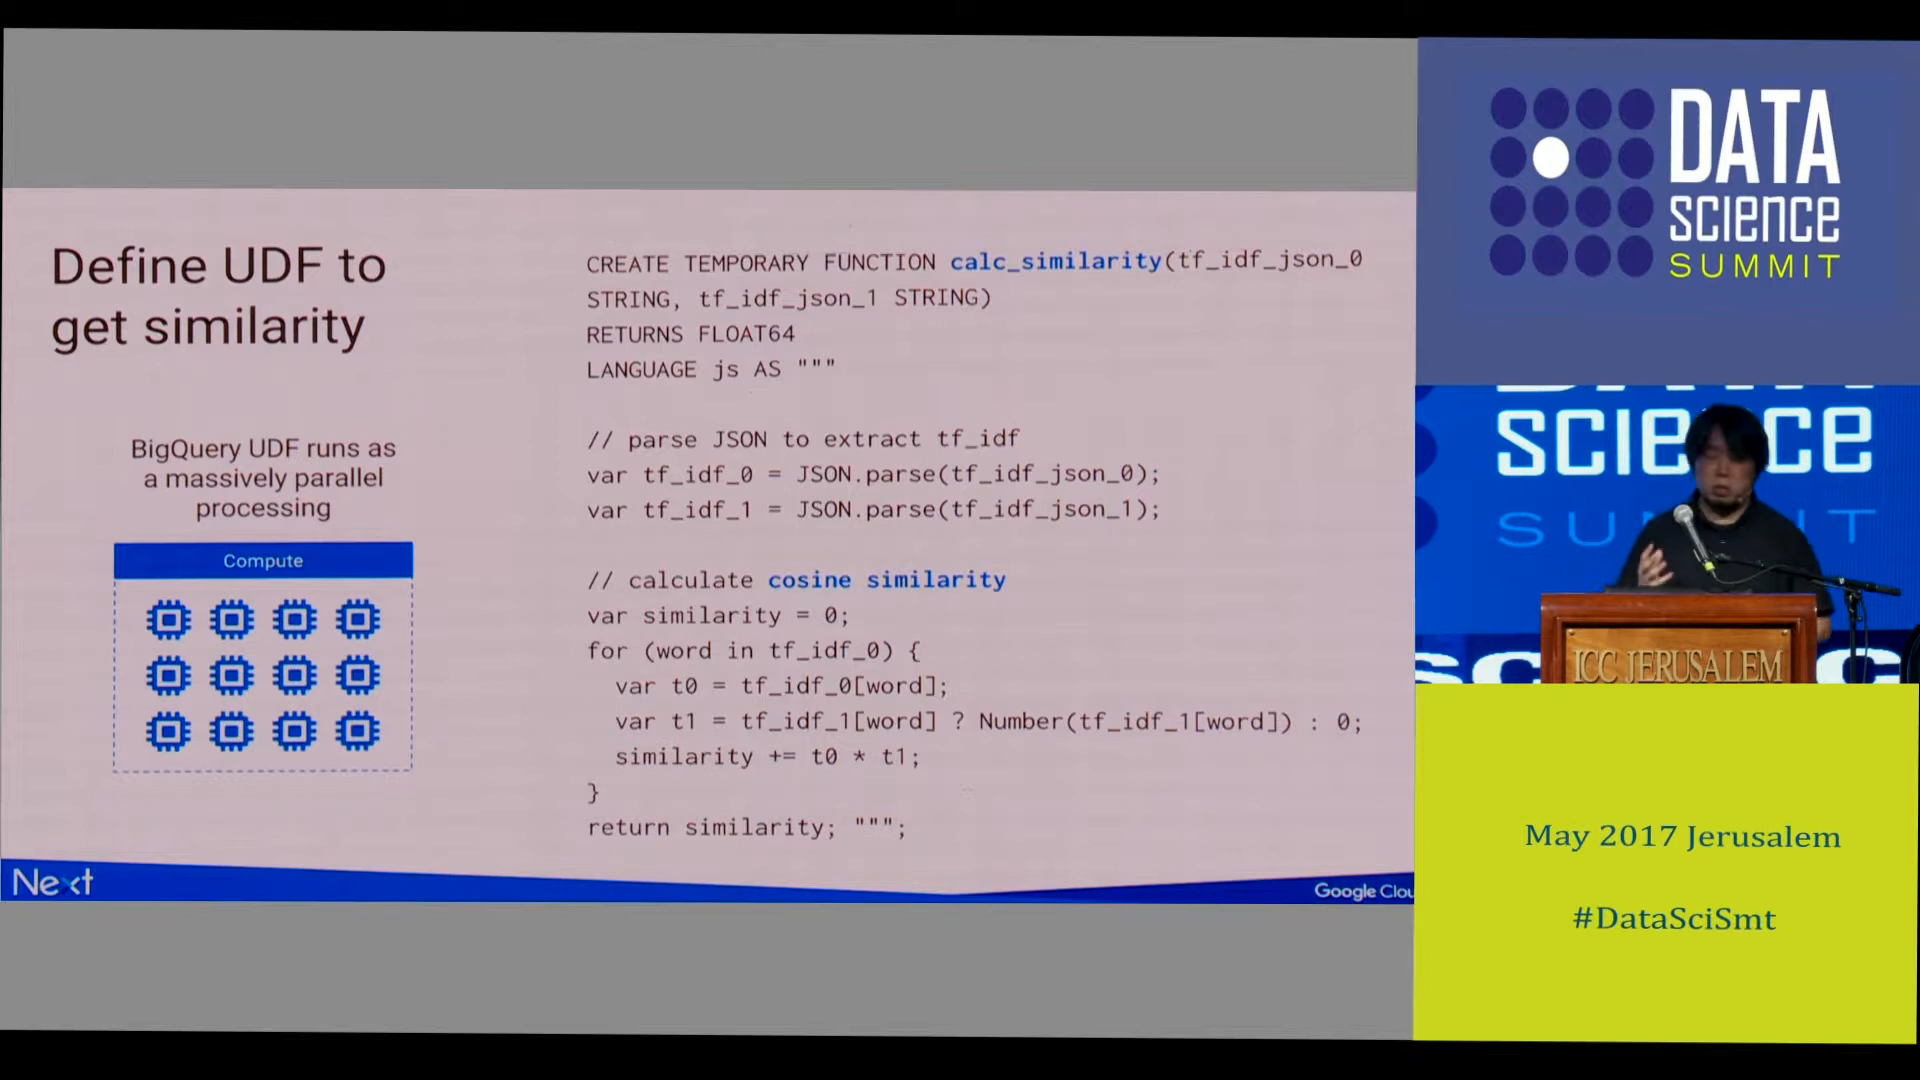 Define UDF to
get similarity
BigQuery UDF runs as
a massively parallel
processing
Compute
CREATE TEMPORARY FUNCTION calc_similarity(tf_idf_json_0
STRING, tf_idf_json_1 STRING)
RETURNS FLOAT64
LANGUAGE js AS """
// parse JSON to extract tf_idf
var tf_idf_0 = JSON.parse(tf_idf_json_0);
var tf_idf_1 = JSON.parse(tf_idf_json_1);
// calculate cosine similarity
var similarity = 0;
for (word in tf_idf_0) {
var t0 = tf_idf_0[word];
var t1 = tf_idf_1[word] ? Number(tf_idf_1[word]) : 0;
similarity += t0 * t1;
}
return similarity; """;
Next
Google Clou
DATA
SCIENCE
SUMMIT
ICC JERUSALEM
May 2017 Jerusalem
#DataSciSmt